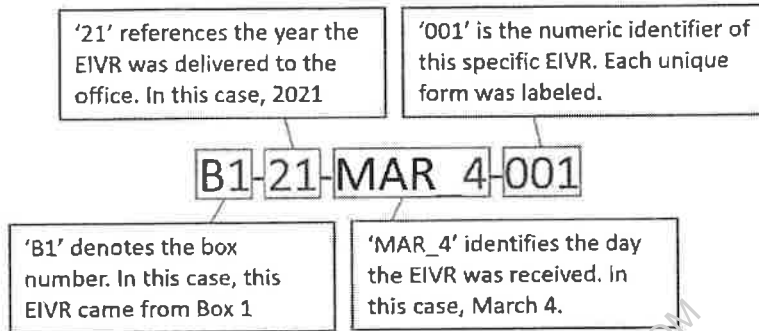 '21' references the year the
EIVR was delivered to the
office. In this case, 2021
'001' is the numeric identifier of
this specific EIVR. Each unique
form was labeled.
B1-21-MAR_4-001
'B1' denotes the box
number. In this case, this
EIVR came from Box 1
'MAR_4' identifies the day
the EIVR was received. In
this case, March 4.